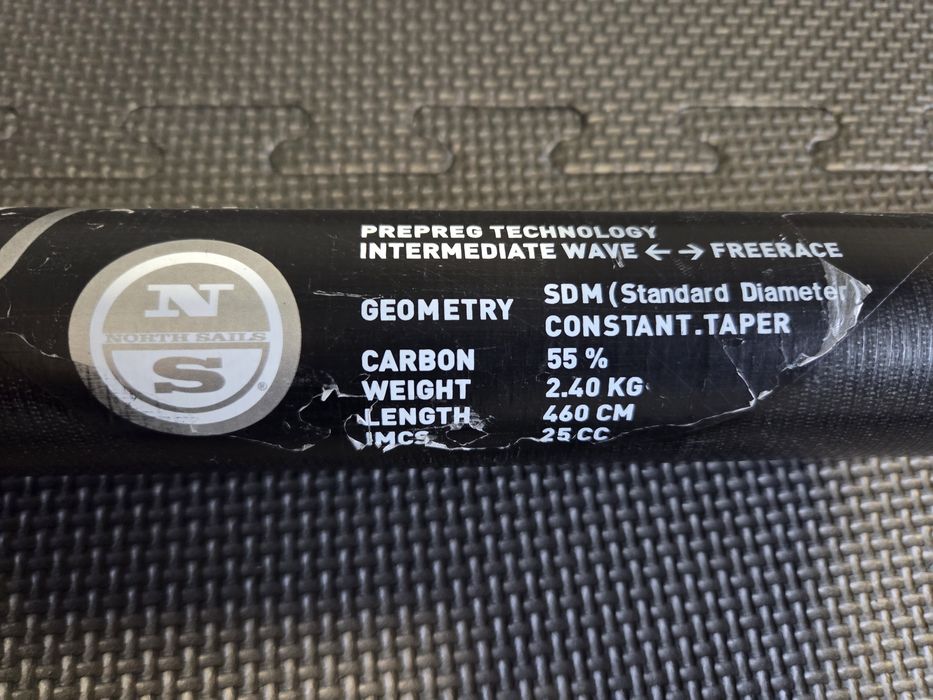 N
NORTH SAILS
S
®
PREPREG TECHNOLOGY
INTERMEDIATE WAVE ← → FREERACE
GEOMETRY SDM (Standard Diameter)
CONSTANT.TAPER
CARBON 55 %
WEIGHT 2.40 KG
LENGTH 460 CM
IMCS 25 CC